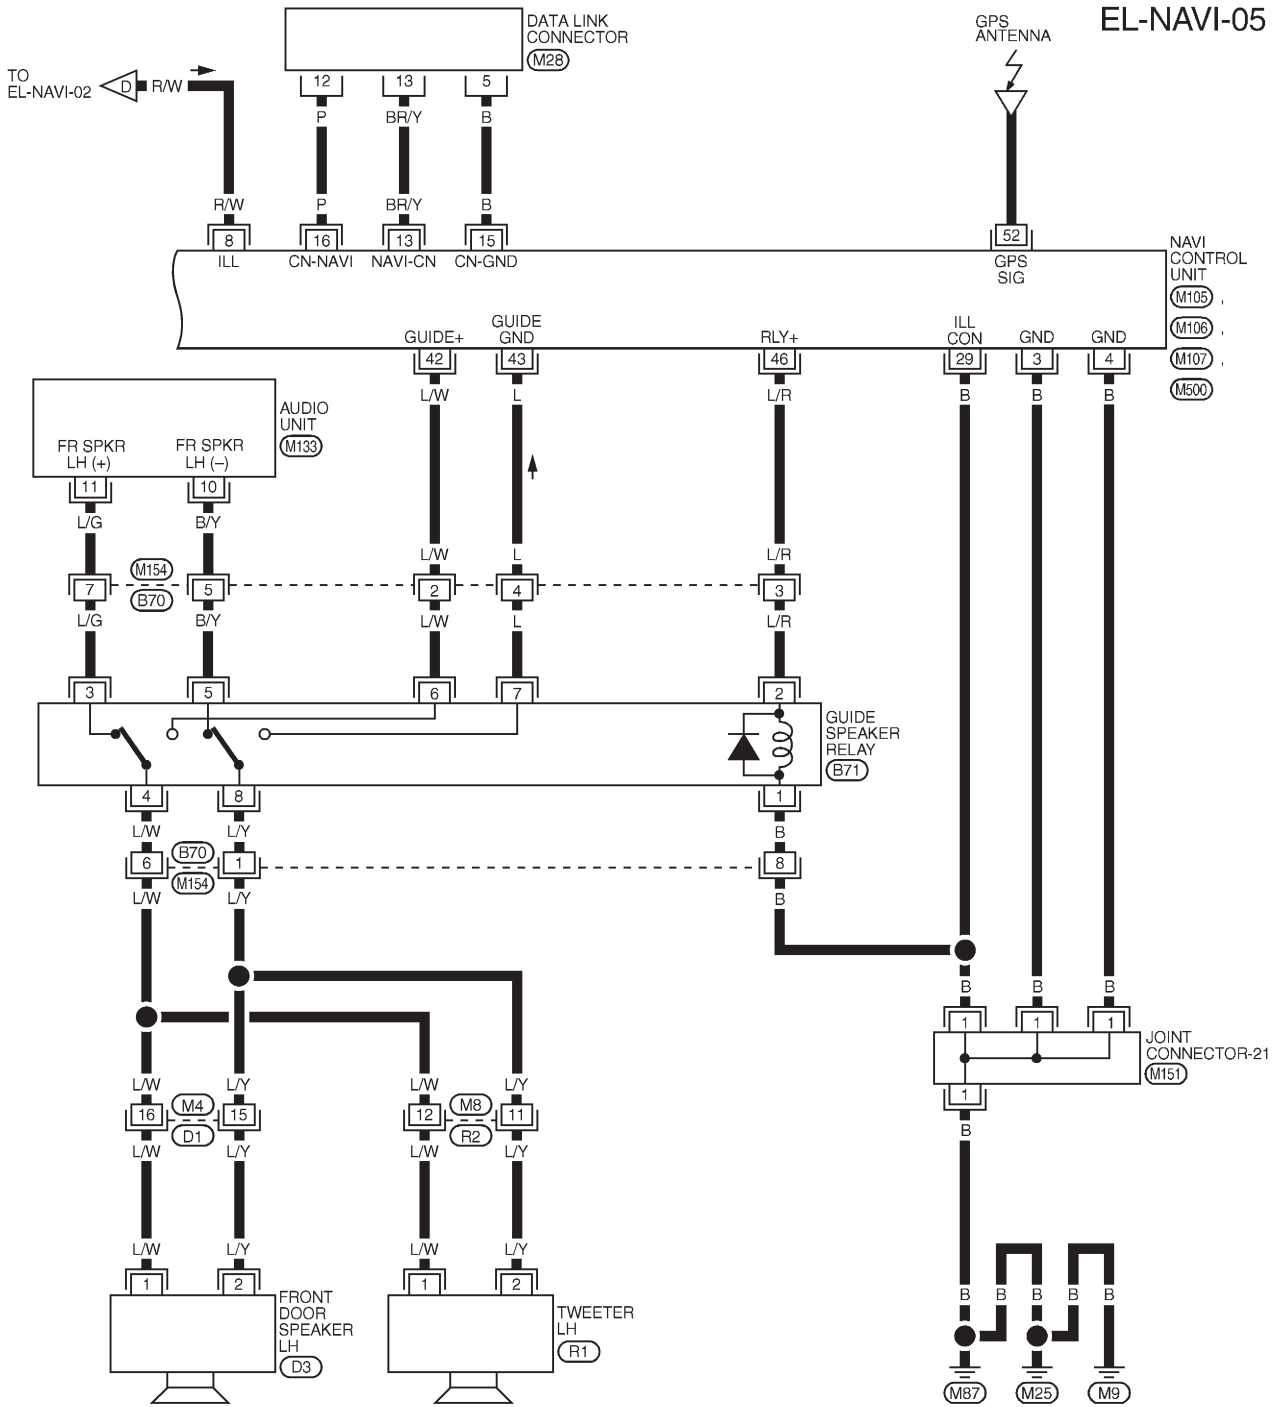 EL-NAVI-05
DATA LINK
CONNECTOR
M28
GPS
ANTENNA
TO
EL-NAVI-02
D
R/W
12
13
5
P
BR/Y
B
R/W
P
BR/Y
B
8
16
13
15
52
ILL
CN-NAVI
NAVI-CN
CN-GND
GPS
SIG
NAVI
CONTROL
UNIT
M105 ,
M106 ,
M107 ,
M500
GUIDE+
GUIDE
GND
RLY+
ILL
CON
GND
GND
42
43
46
29
3
4
L/W
L
L/R
B
B
B
AUDIO
UNIT
M133
FR SPKR
LH (+)
FR SPKR
LH (–)
11
10
L/G
B/Y
L/W
L
L/R
7
M154
B70
5
2
4
3
L/G
B/Y
L/W
L
L/R
3
5
6
7
2
GUIDE
SPEAKER
RELAY
B71
4
8
1
L/W
L/Y
B
6
B70
M154
1
8
L/W
L/Y
B
B
B
B
1
1
1
JOINT
CONNECTOR-21
M151
1
B
L/W
L/Y
L/W
L/Y
16
M4
D1
15
12
M8
R2
11
L/W
L/Y
L/W
L/Y
L/W
L/Y
L/W
L/Y
1
2
1
2
FRONT
DOOR
SPEAKER
LH
D3
TWEETER
LH
R1
B
B
B
B
B
M87
M25
M9